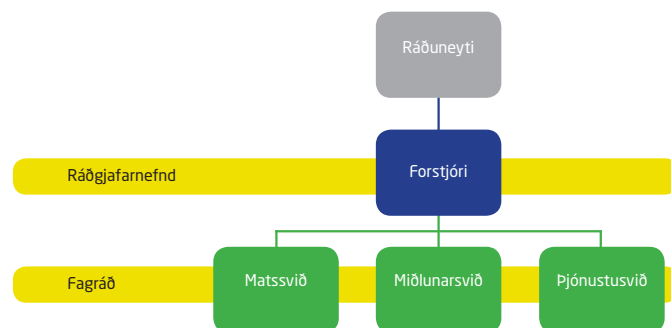 Ráðuneyti
Ráðgjafarnefnd
Forstjóri
Fagráð
Matssvið
Miðlunarsvið
Þjónustusvið